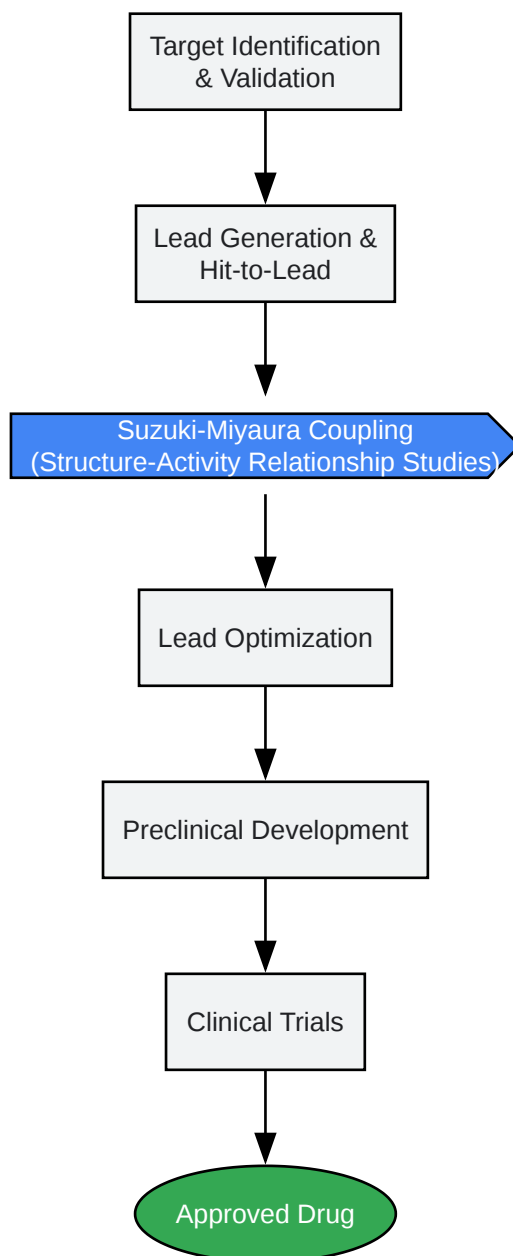 Target Identification
& Validation
Lead Generation &
Hit-to-Lead
Suzuki-Miyaura Coupling
(Structure-Activity Relationship Studies)
Lead Optimization
Preclinical Development
Clinical Trials
Approved Drug